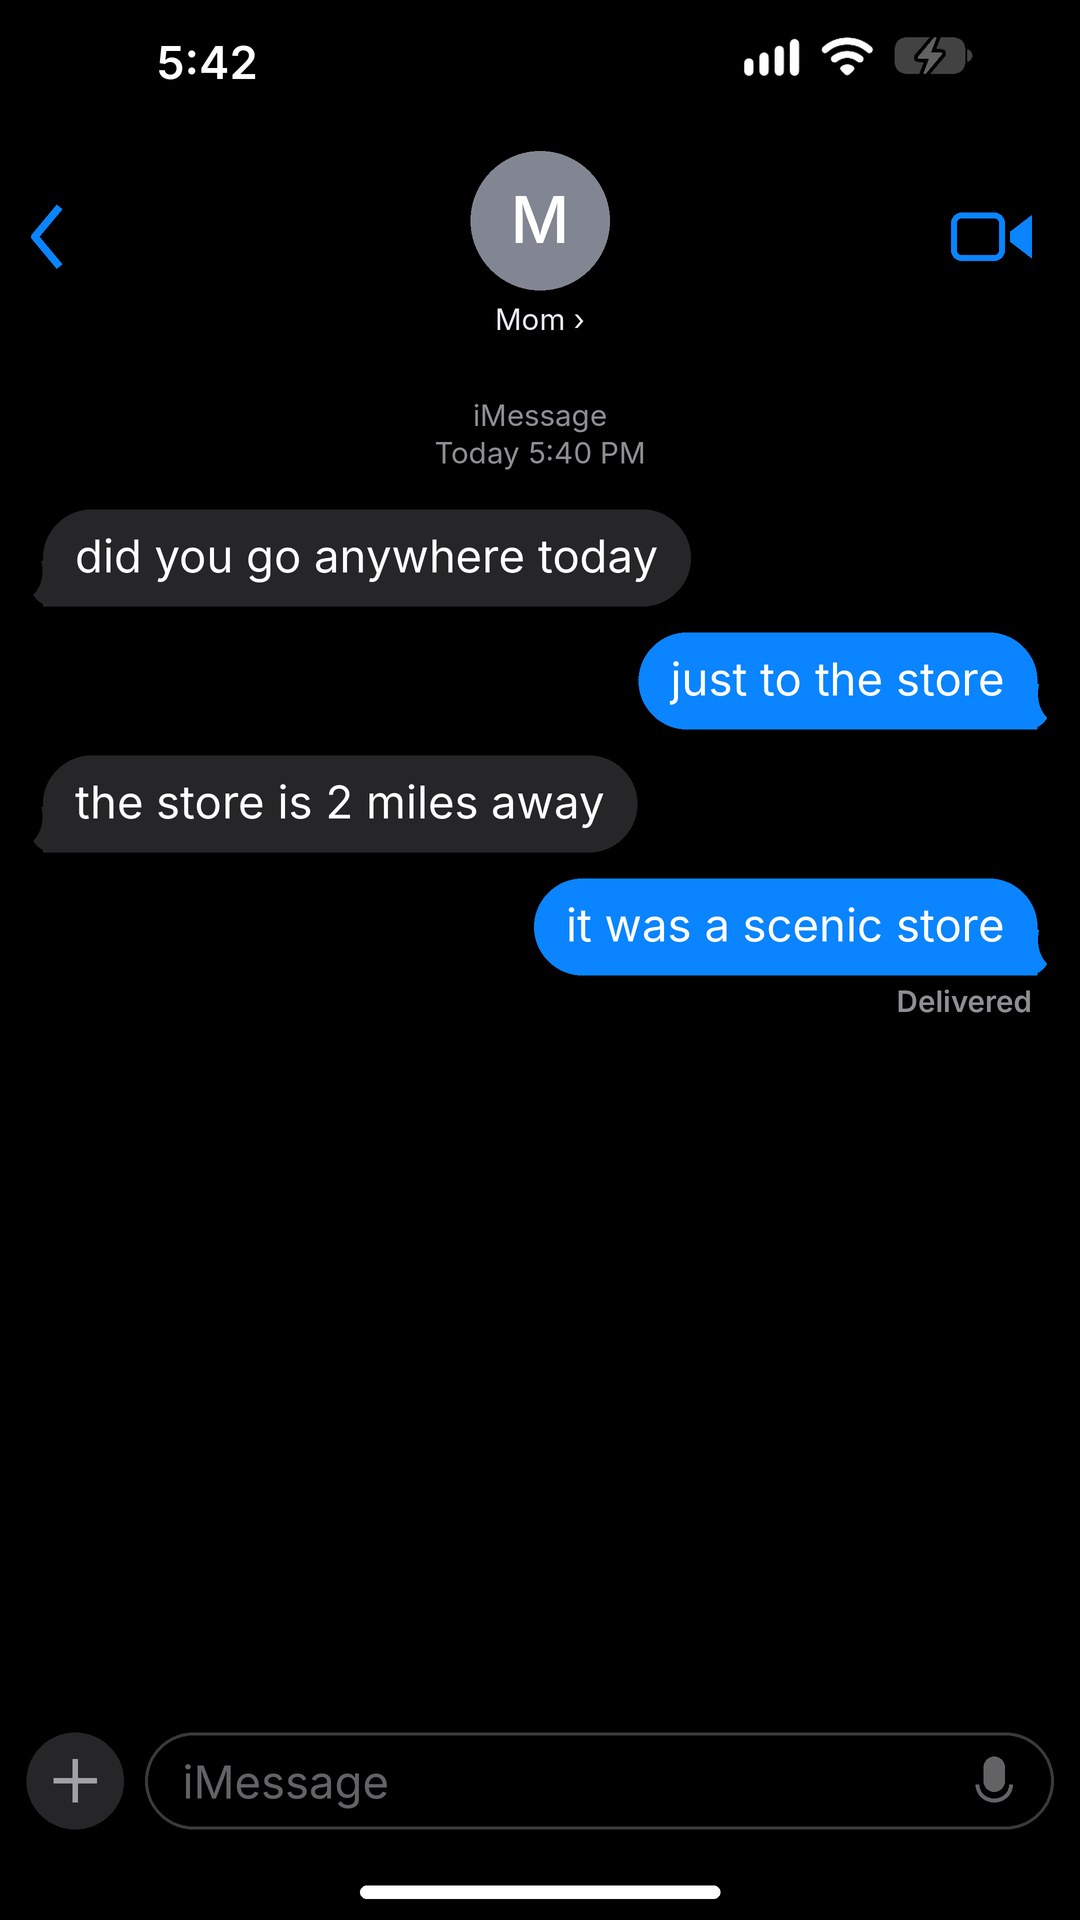 5:42
M
Mom ›
iMessage
Today 5:40 PM
did you go anywhere today
just to the store
the store is 2 miles away
it was a scenic store
Delivered
iMessage